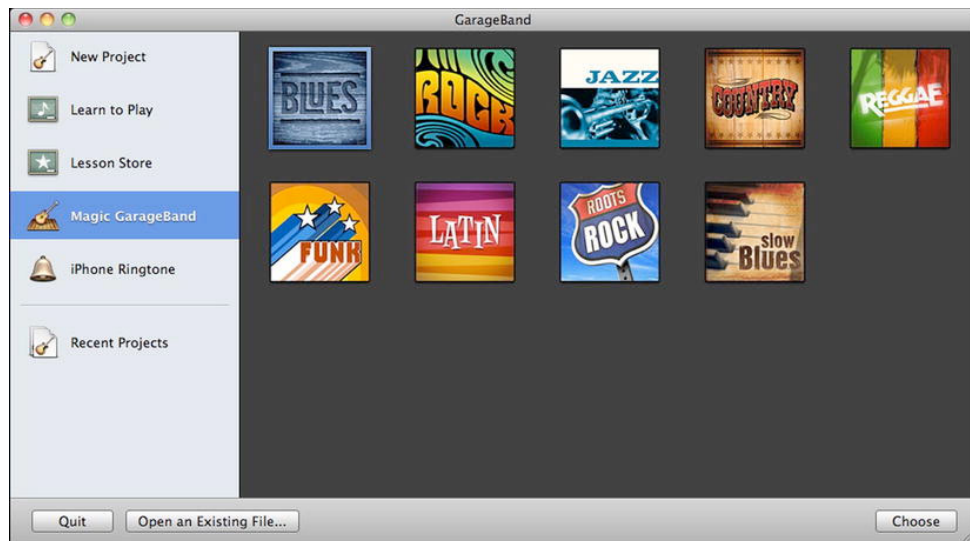 GarageBand
New Project
Learn to Play
Lesson Store
Magic GarageBand
iPhone Ringtone
Recent Projects
BLUES
ROCK
JAZZ
COUNTRY
REGGAE
FUNK
LATIN
ROOTS
ROCK
slow
Blues
Quit
Open an Existing File...
Choose